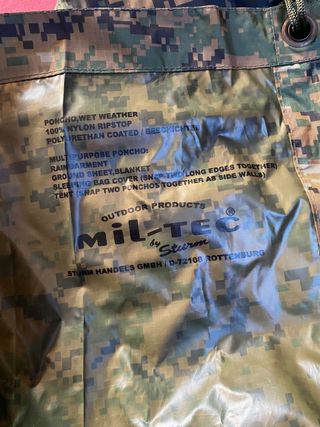 PONCHO,WET WEATHER
100% NYLON RIPSTOP
POLYURETHAN COATED / BESCHICHTET
MULTIPURPOSE PONCHO:
RAINGARMENT
GROUND SHEET,BLANKET
SLEEPING BAG COVER (SNAP TWO LONG EDGES TOGETHER)
TENT (SNAP TWO PONCHOS TOGETHER AS SIDE WALLS)
OUTDOOR PRODUCTS
MiL-TEC®
by Sturm
STURM HANDELS GMBH / D-72108 ROTTENBURG